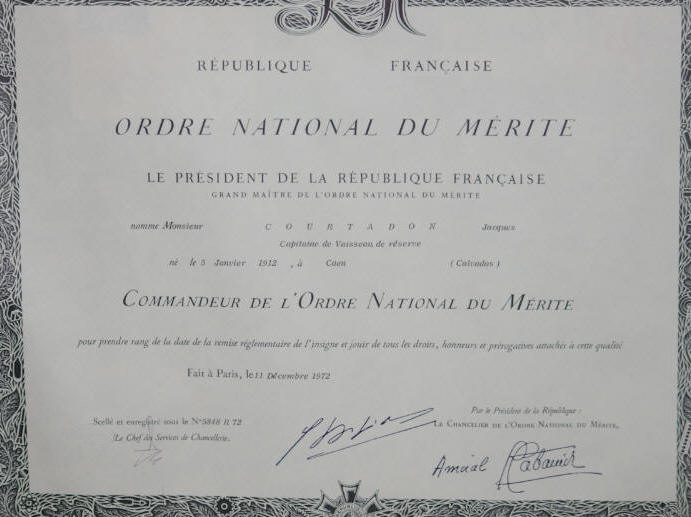 RÉPUBLIQUE FRANÇAISE
ORDRE NATIONAL DU MÉRITE
LE PRÉSIDENT DE LA RÉPUBLIQUE FRANÇAISE
GRAND MAÎTRE DE L'ORDRE NATIONAL DU MÉRITE
nomme Monsieur COURTADON Jacques
Capitaine de Vaisseau de réserve
né le 5 Janvier 1912 , à Caen (Calvados)
COMMANDEUR DE L'ORDRE NATIONAL DU MÉRITE
pour prendre rang de la date de la remise réglementaire de l'insigne et jouir de tous les droits, honneurs et prérogatives attachés à cette qualité
Fait à Paris, le 11 Décembre 1972
Par le Président de la République :
Scellé et enregistré sous le N° 5848 R 72
LE CHANCELIER DE L'ORDRE NATIONAL DU MÉRITE,
Le Chef des Services de Chancellerie.
Amiral Cabanier